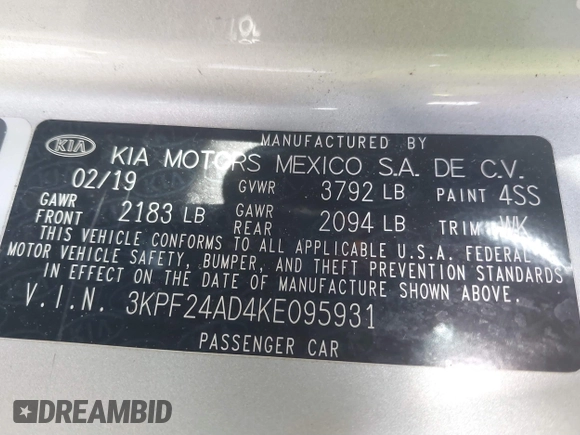 MANUFACTURED BY
KIA KIA MOTORS MEXICO S.A. DE C.V.
02/19 GVWR 3792 LB PAINT 4SS
GAWR FRONT 2183 LB GAWR REAR 2094 LB TRIM WK
THIS VEHICLE CONFORMS TO ALL APPLICABLE U.S.A. FEDERAL
MOTOR VEHICLE SAFETY, BUMPER, AND THEFT PREVENTION STANDARDS
IN EFFECT ON THE DATE OF MANUFACTURE SHOWN ABOVE.
V.I.N. 3KPF24AD4KE095931
PASSENGER CAR
DREAMBID